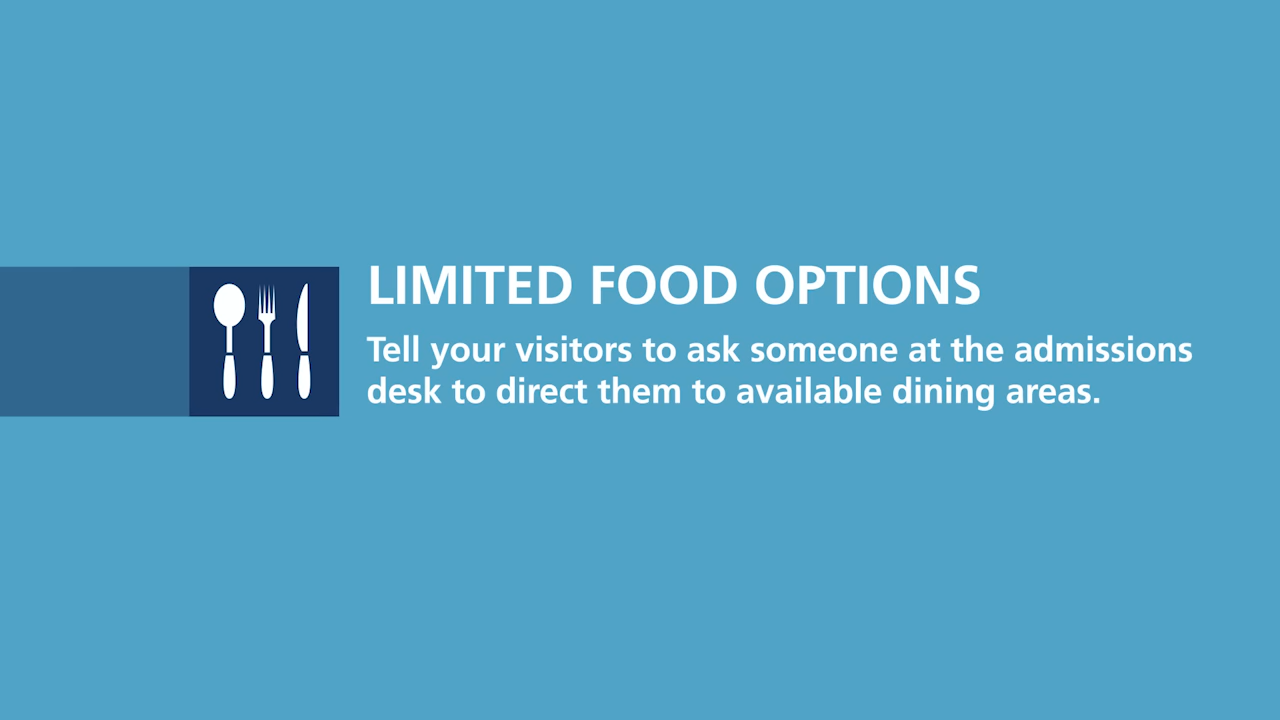 LIMITED FOOD OPTIONS
Tell your visitors to ask someone at the admissions
desk to direct them to available dining areas.